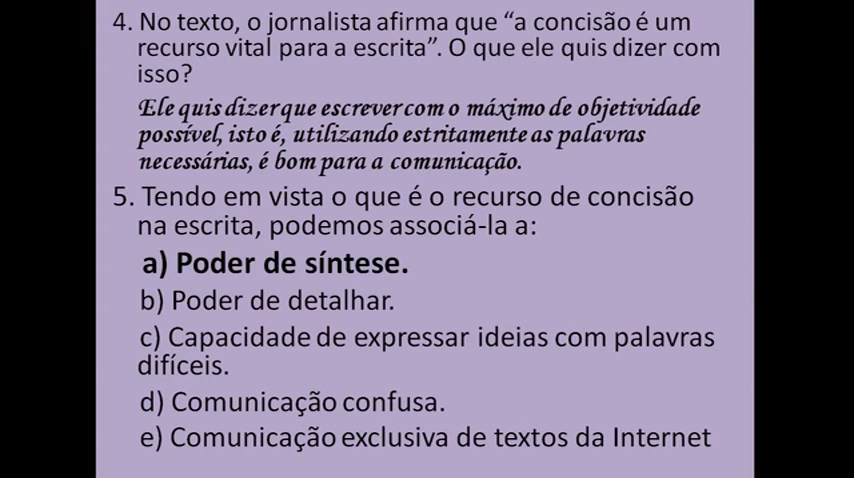 4. No texto, o jornalista afirma que “a concisão é um
recurso vital para a escrita”. O que ele quis dizer com
isso?
Ele quis dizer que escrever com o máximo de objetividade
possível, isto é, utilizando estritamente as palavras
necessárias, é bom para a comunicação.
5. Tendo em vista o que é o recurso de concisão
na escrita, podemos associá-la a:
a) Poder de síntese.
b) Poder de detalhar.
c) Capacidade de expressar ideias com palavras
difíceis.
d) Comunicação confusa.
e) Comunicação exclusiva de textos da Internet